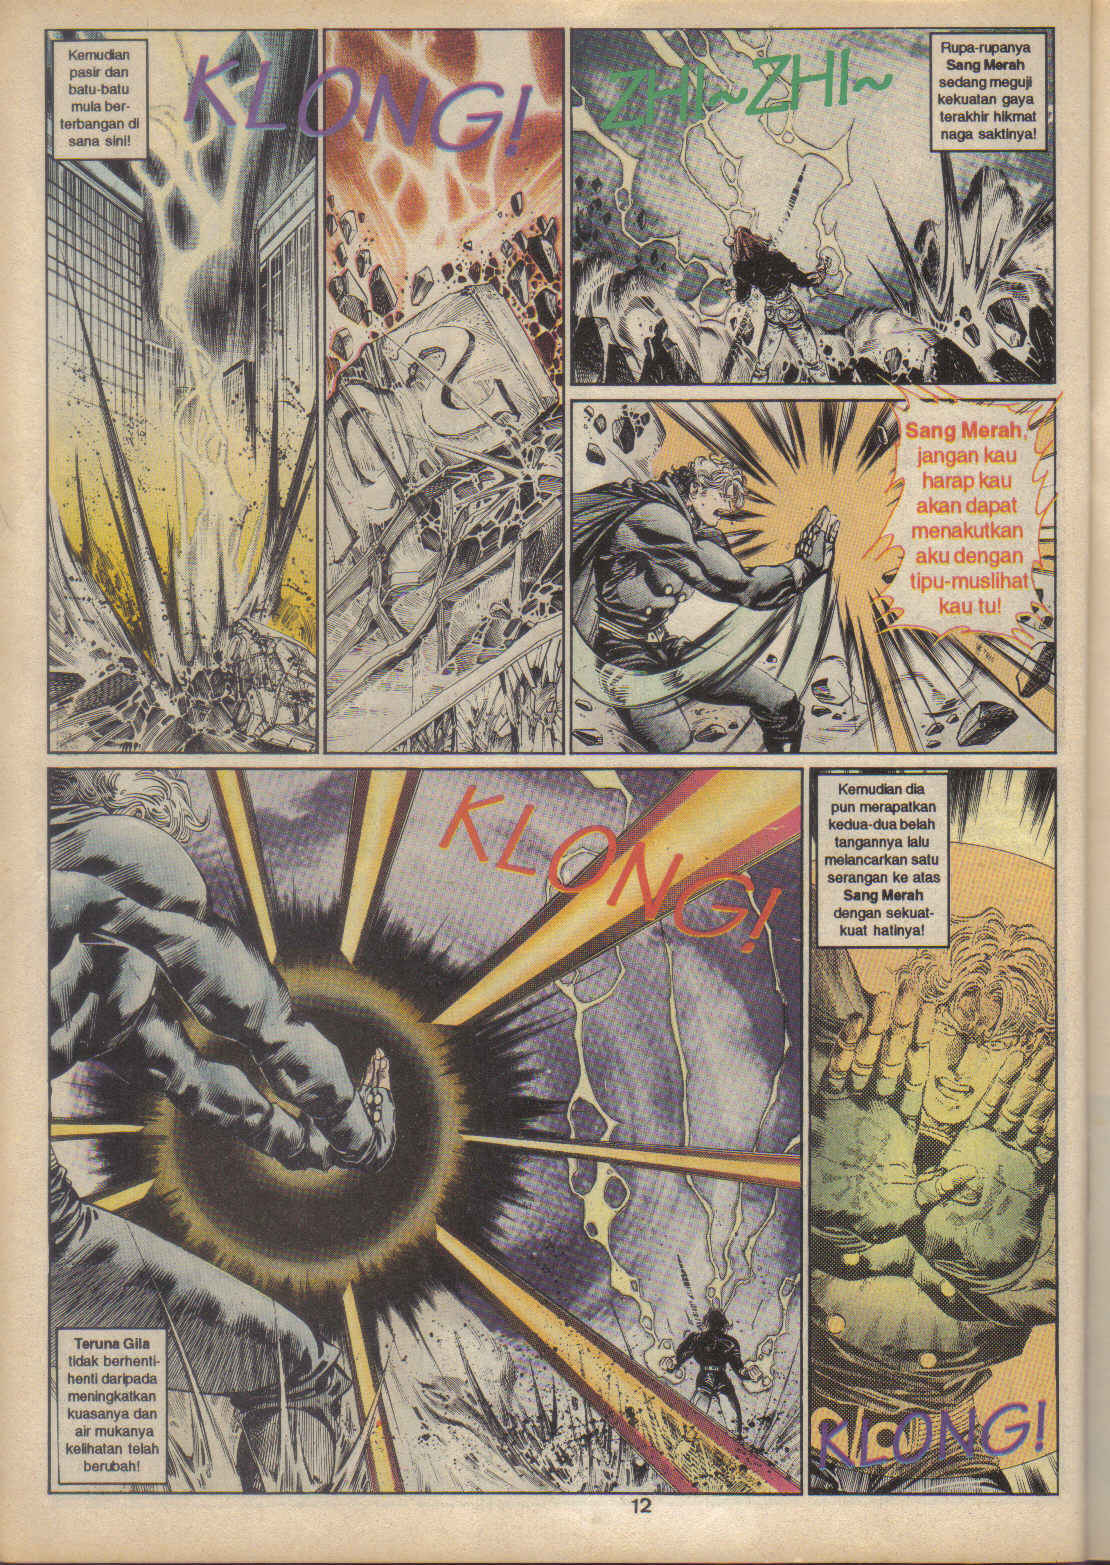 Kemudian
pasir dan
batu-batu
mula ber-
terbangan di
sana sini!
KLONG!
ZHI~ZHI~
Rupa-rupanya
Sang Merah
sedang meguji
kekuatan gaya
terakhir hikmat
naga saktinya!
Sang Merah,
jangan kau
harap kau
akan dapat
menakutkan
aku dengan
tipu-muslihat
kau tu!
KLONG!
Teruna Gila
tidak berhenti-
henti daripada
meningkatkan
kuasanya dan
air mukanya
kelihatan telah
berubah!
Kemudian dia
pun merapatkan
kedua-dua belah
tangannya lalu
melancarkan satu
serangan ke atas
Sang Merah
dengan sekuat-
kuat hatinya!
KLONG!
12